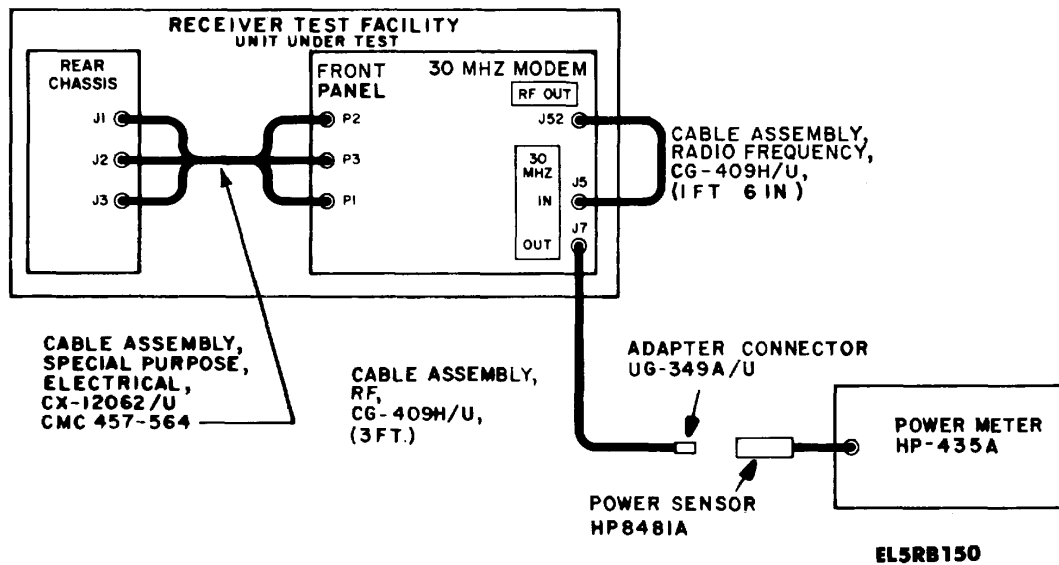 RECEIVER TEST FACILITY
UNIT UNDER TEST
REAR
CHASSIS
J1
J2
J3
FRONT
PANEL
P2
P3
P1
30 MHZ MODEM
RF OUT
J52
30
MHZ
IN
J5
J7
OUT
CABLE ASSEMBLY,
RADIO FREQUENCY,
CG-409H/U,
(1 FT 6 IN)
CABLE ASSEMBLY,
SPECIAL PURPOSE,
ELECTRICAL,
CX-12062/U
CMC 457-564
CABLE ASSEMBLY,
RF,
CG-409H/U,
(3FT.)
ADAPTER CONNECTOR
UG-349A/U
POWER SENSOR
HP8481A
POWER METER
HP-435A
EL5RB150